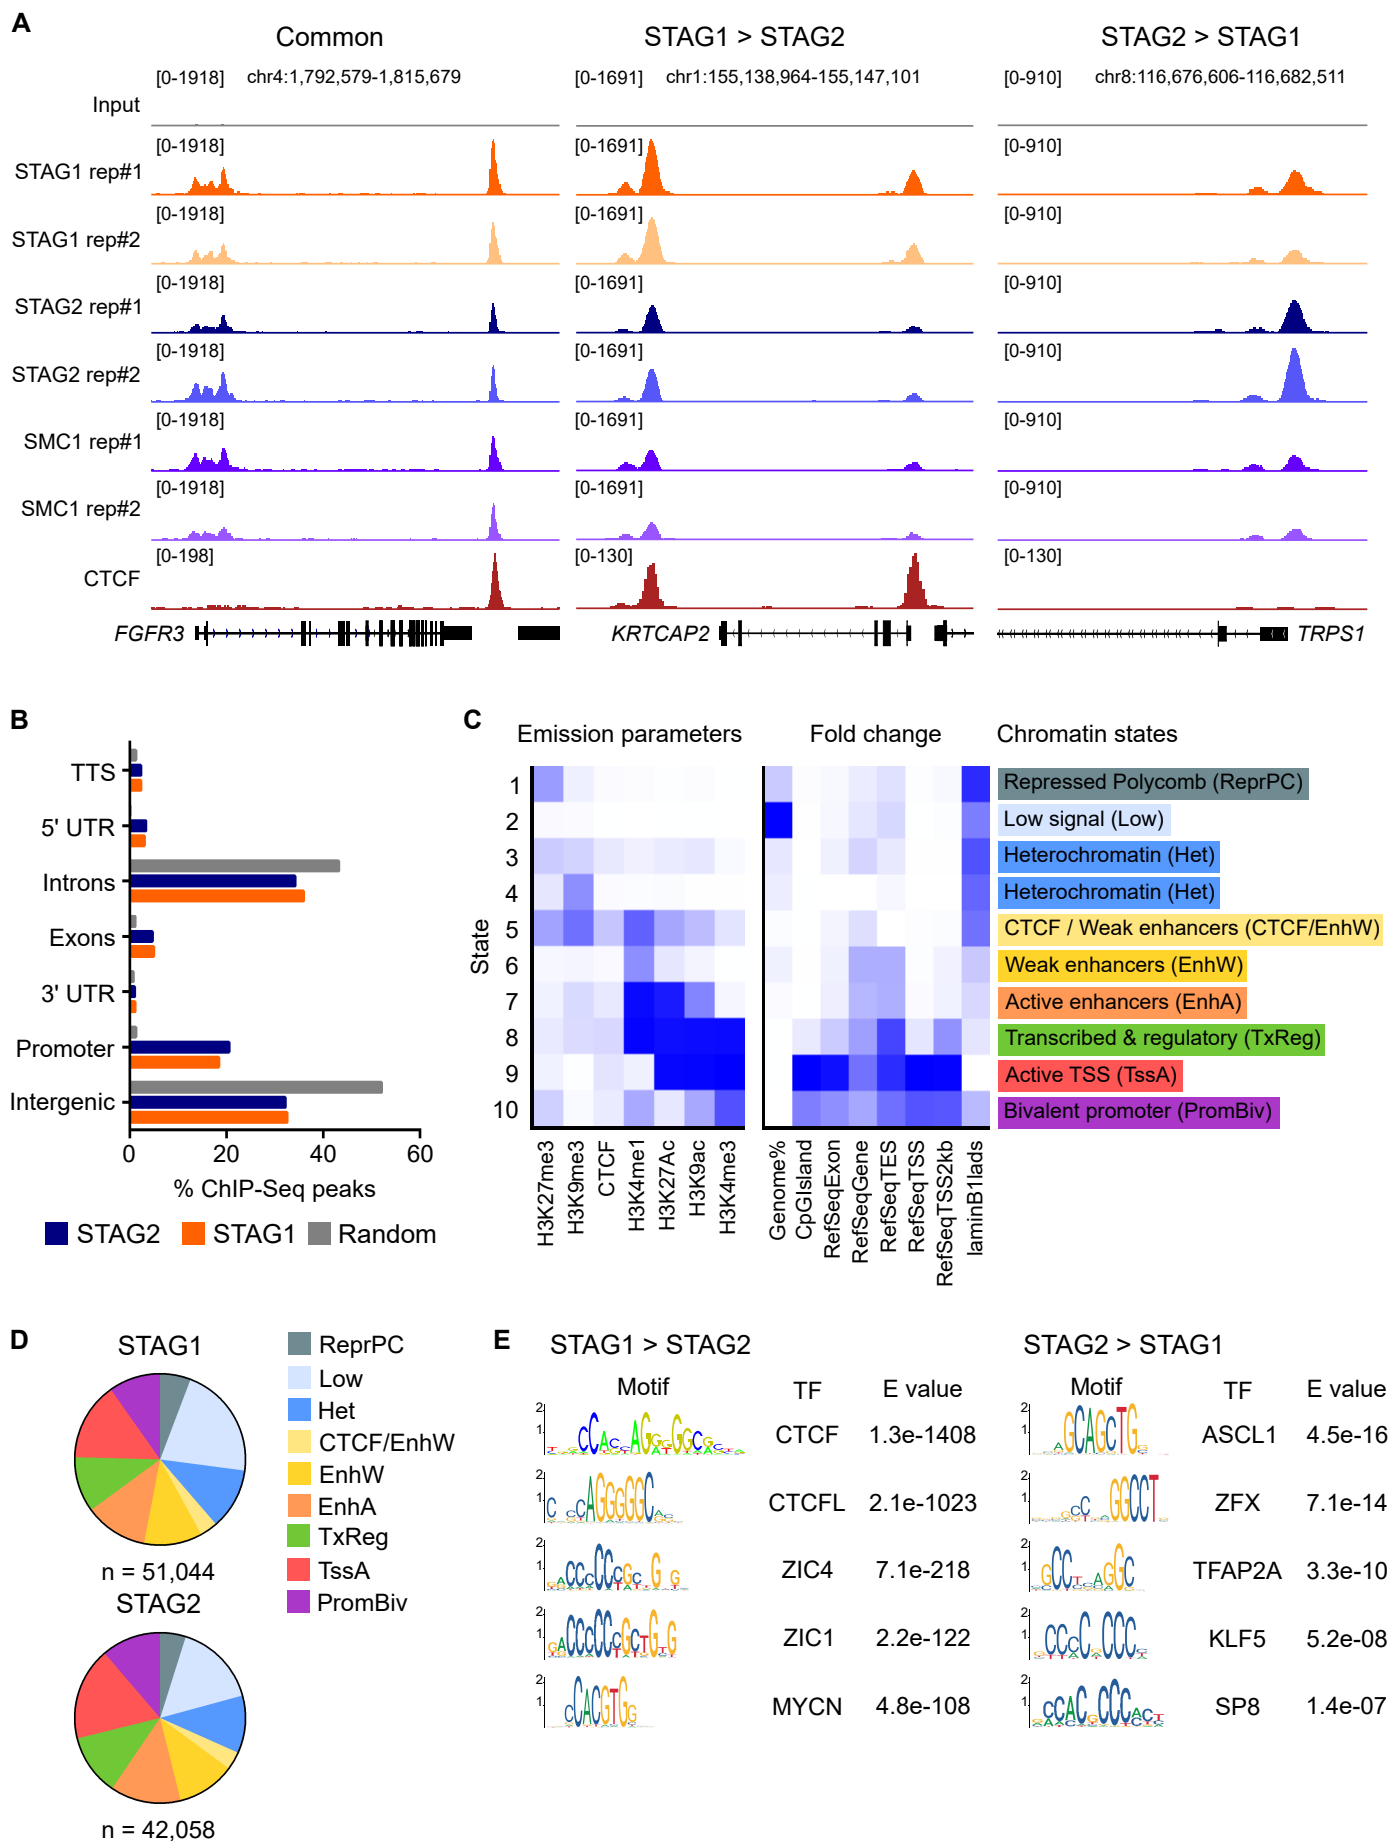 A
Common
STAG1 > STAG2
STAG2 > STAG1
[0-1918] chr4:1,792,579-1,815,679
[0-1691] chr1:155,138,964-155,147,101
[0-910] chr8:116,676,606-116,682,511
Input
[0-1918] [0-1691] [0-910]
STAG1 rep#1
[0-1918] [0-1691] [0-910]
STAG1 rep#2
[0-1918] [0-1691] [0-910]
STAG2 rep#1
[0-1918] [0-1691] [0-910]
STAG2 rep#2
[0-1918] [0-1691] [0-910]
SMC1 rep#1
[0-1918] [0-1691] [0-910]
SMC1 rep#2
[0-198] [0-130] [0-130]
CTCF
FGFR3 KRTCAP2 TRPS1
B
TTS
5' UTR
Introns
Exons
3' UTR
Promoter
Intergenic
0 20 40 60
% ChIP-Seq peaks
STAG2 STAG1 Random
C
Emission parameters
Fold change
Chromatin states
State
1 Repressed Polycomb (ReprPC)
2 Low signal (Low)
3 Heterochromatin (Het)
4 Heterochromatin (Het)
5 CTCF / Weak enhancers (CTCF/EnhW)
6 Weak enhancers (EnhW)
7 Active enhancers (EnhA)
8 Transcribed & regulatory (TxReg)
9 Active TSS (TssA)
10 Bivalent promoter (PromBiv)
H3K27me3
H3K9me3
CTCF
H3K4me1
H3K27Ac
H3K9ac
H3K4me3
Genome%
CpGIsland
RefSeqExon
RefSeqGene
RefSeqTES
RefSeqTSS
RefSeqTSS2kb
laminB1lads
D
STAG1
n = 51,044
STAG2
n = 42,058
ReprPC
Low
Het
CTCF/EnhW
EnhW
EnhA
TxReg
TssA
PromBiv
E
STAG1 > STAG2
Motif TF E value
CTCF 1.3e-1408
CTCFL 2.1e-1023
ZIC4 7.1e-218
ZIC1 2.2e-122
MYCN 4.8e-108
STAG2 > STAG1
Motif TF E value
ASCL1 4.5e-16
ZFX 7.1e-14
TFAP2A 3.3e-10
KLF5 5.2e-08
SP8 1.4e-07